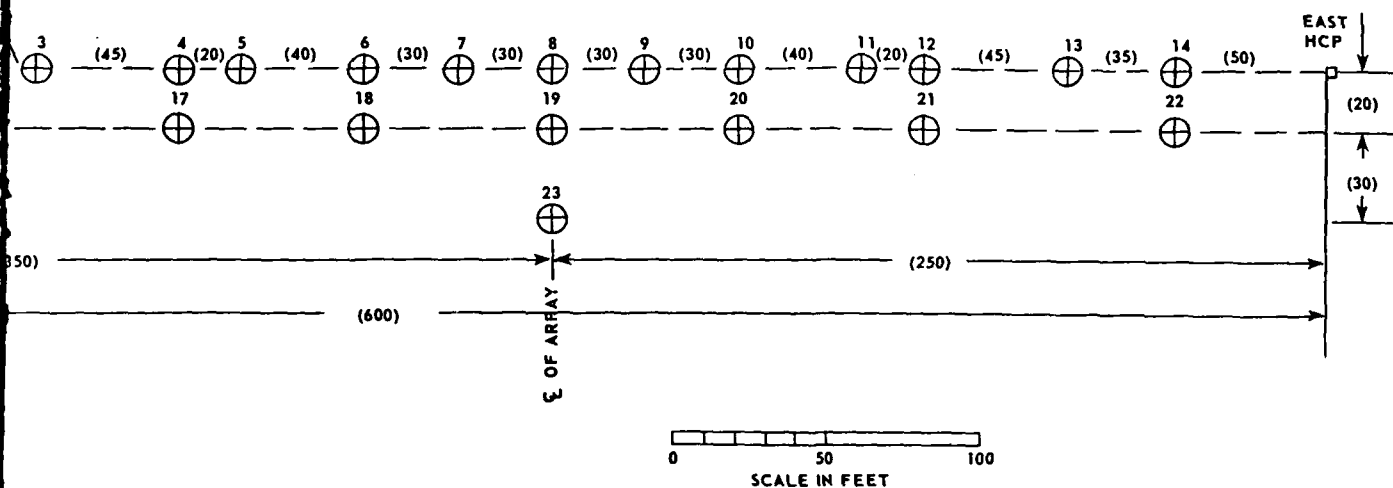 EAST
HCP
3 (45) 4 (20) 5 (40) 6 (30) 7 (30) 8 (30) 9 (30) 10 (40) 11 (20) 12 (45) 13 (35) 14 (50)
(20)
17 18 19 20 21 22
(30)
23
350) (250)
(600)
℄ OF ARRAY
0 50 100
SCALE IN FEET